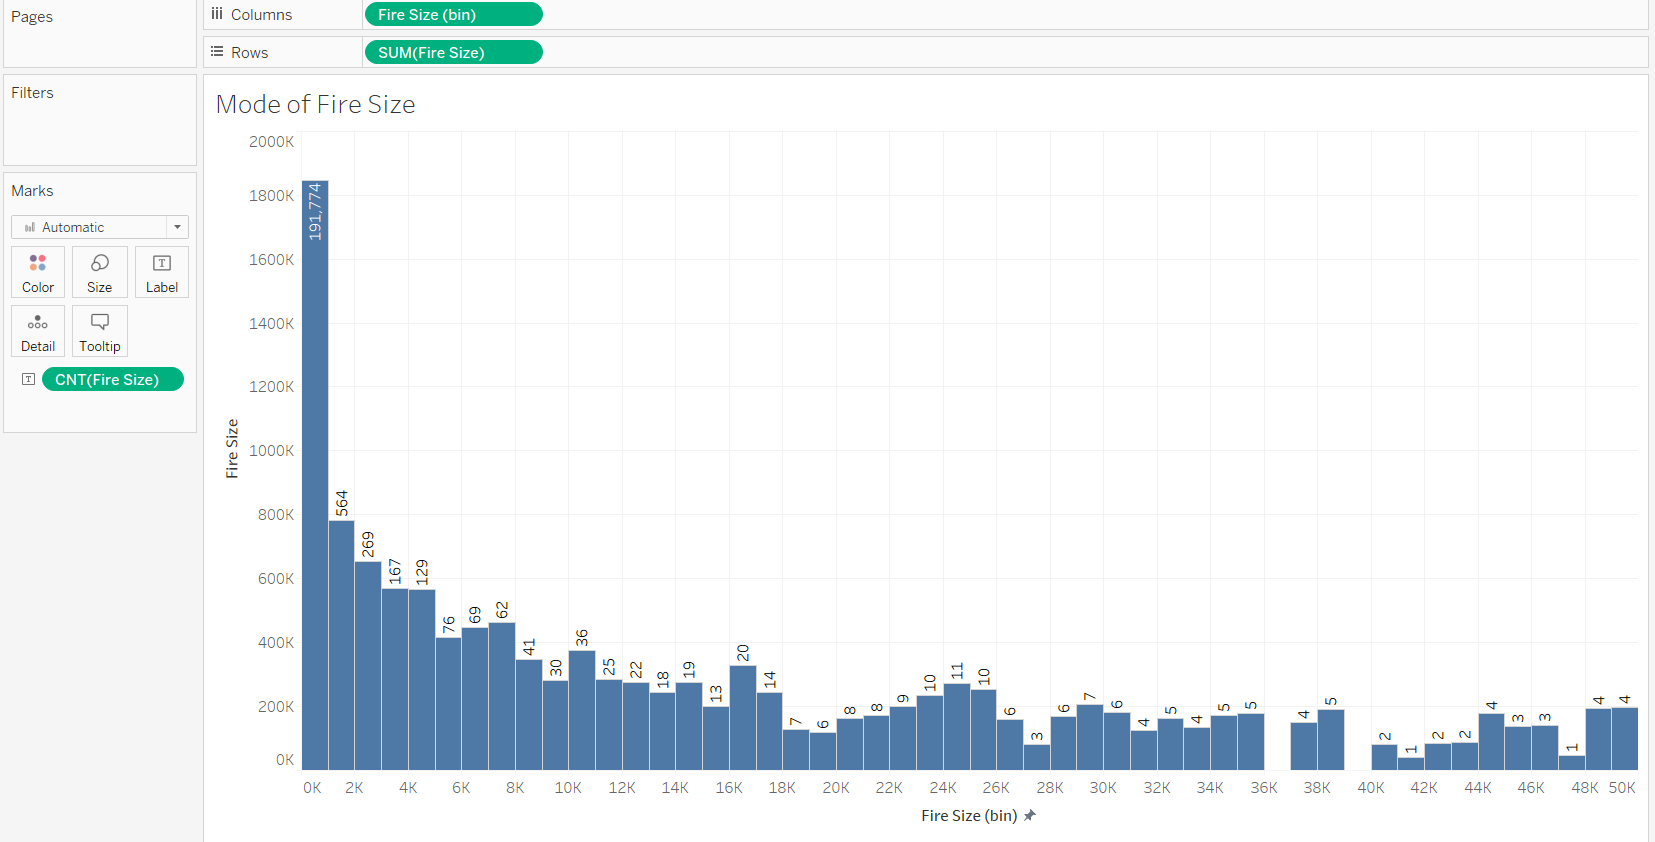 Pages
Columns
Fire Size (bin)
Rows
SUM(Fire Size)
Filters
Marks
Automatic
Color
Size
Label
Detail
Tooltip
CNT(Fire Size)
Mode of Fire Size
Fire Size
2000K
1800K
1600K
1400K
1200K
1000K
800K
600K
400K
200K
0K
191,774
564
269
167
129
76
69
62
41
30
36
25
22
18
19
13
20
14
7
6
8
8
9
10
11
10
6
3
6
7
6
4
5
4
5
5
4
5
2
1
2
2
4
3
3
1
4
4
0K 2K 4K 6K 8K 10K 12K 14K 16K 18K 20K 22K 24K 26K 28K 30K 32K 34K 36K 38K 40K 42K 44K 46K 48K 50K
Fire Size (bin)